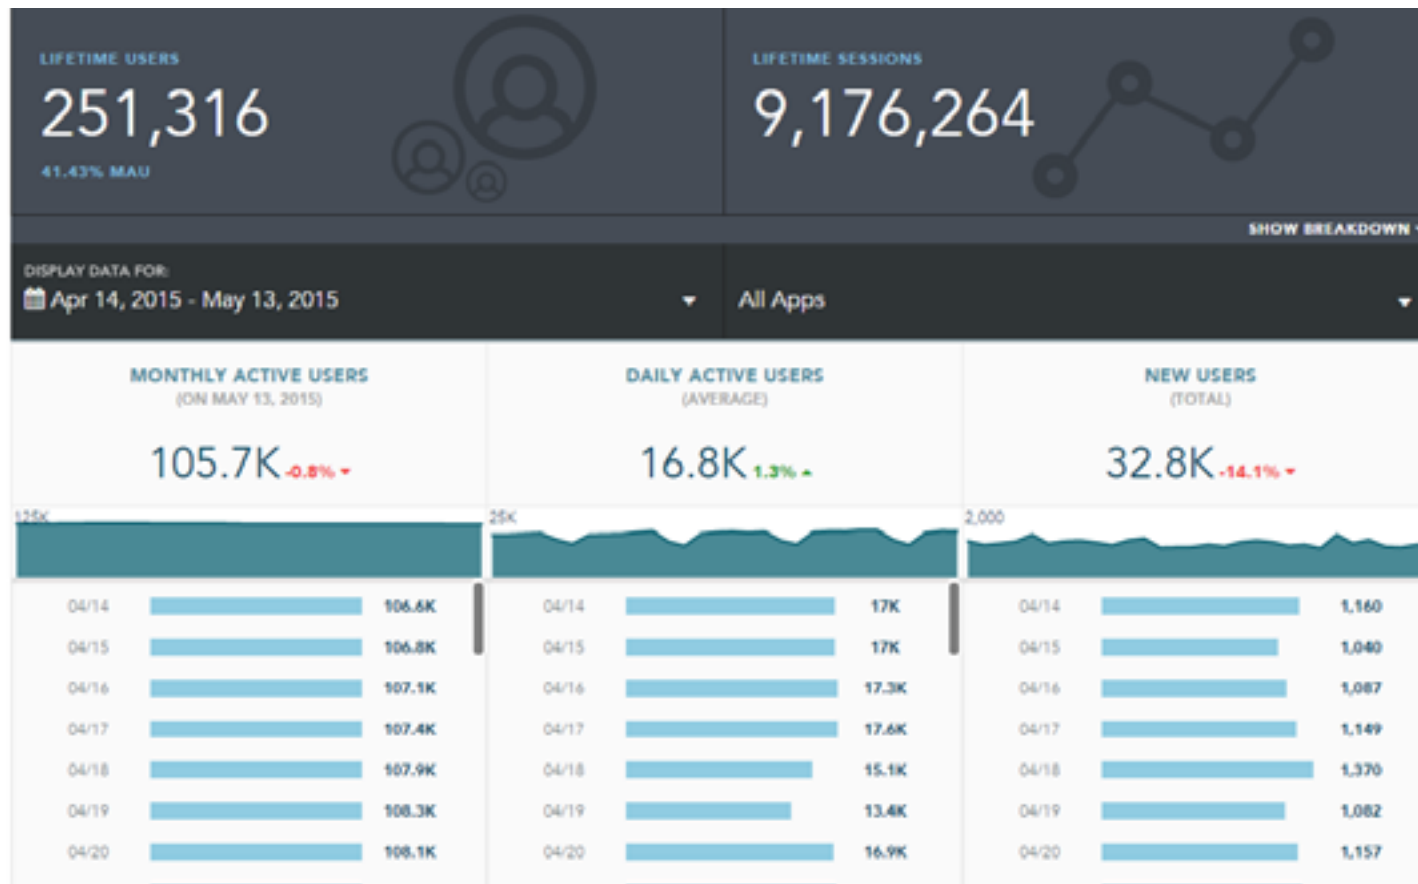 LIFETIME USERS
251,316
41.43% MAU
LIFETIME SESSIONS
9,176,264
SHOW BREAKDOWN
DISPLAY DATA FOR:
Apr 14, 2015 - May 13, 2015
All Apps
MONTHLY ACTIVE USERS
(ON MAY 13, 2015)
105.7K -0.8%
DAILY ACTIVE USERS
(AVERAGE)
16.8K 1.3%
NEW USERS
(TOTAL)
32.8K -14.1%
125K
25K
2,000
04/14 106.6K
04/15 106.8K
04/16 107.1K
04/17 107.4K
04/18 107.9K
04/19 108.3K
04/20 108.1K
04/14 17K
04/15 17K
04/16 17.3K
04/17 17.6K
04/18 15.1K
04/19 13.4K
04/20 16.9K
04/14 1,160
04/15 1,040
04/16 1,087
04/17 1,149
04/18 1,370
04/19 1,082
04/20 1,157